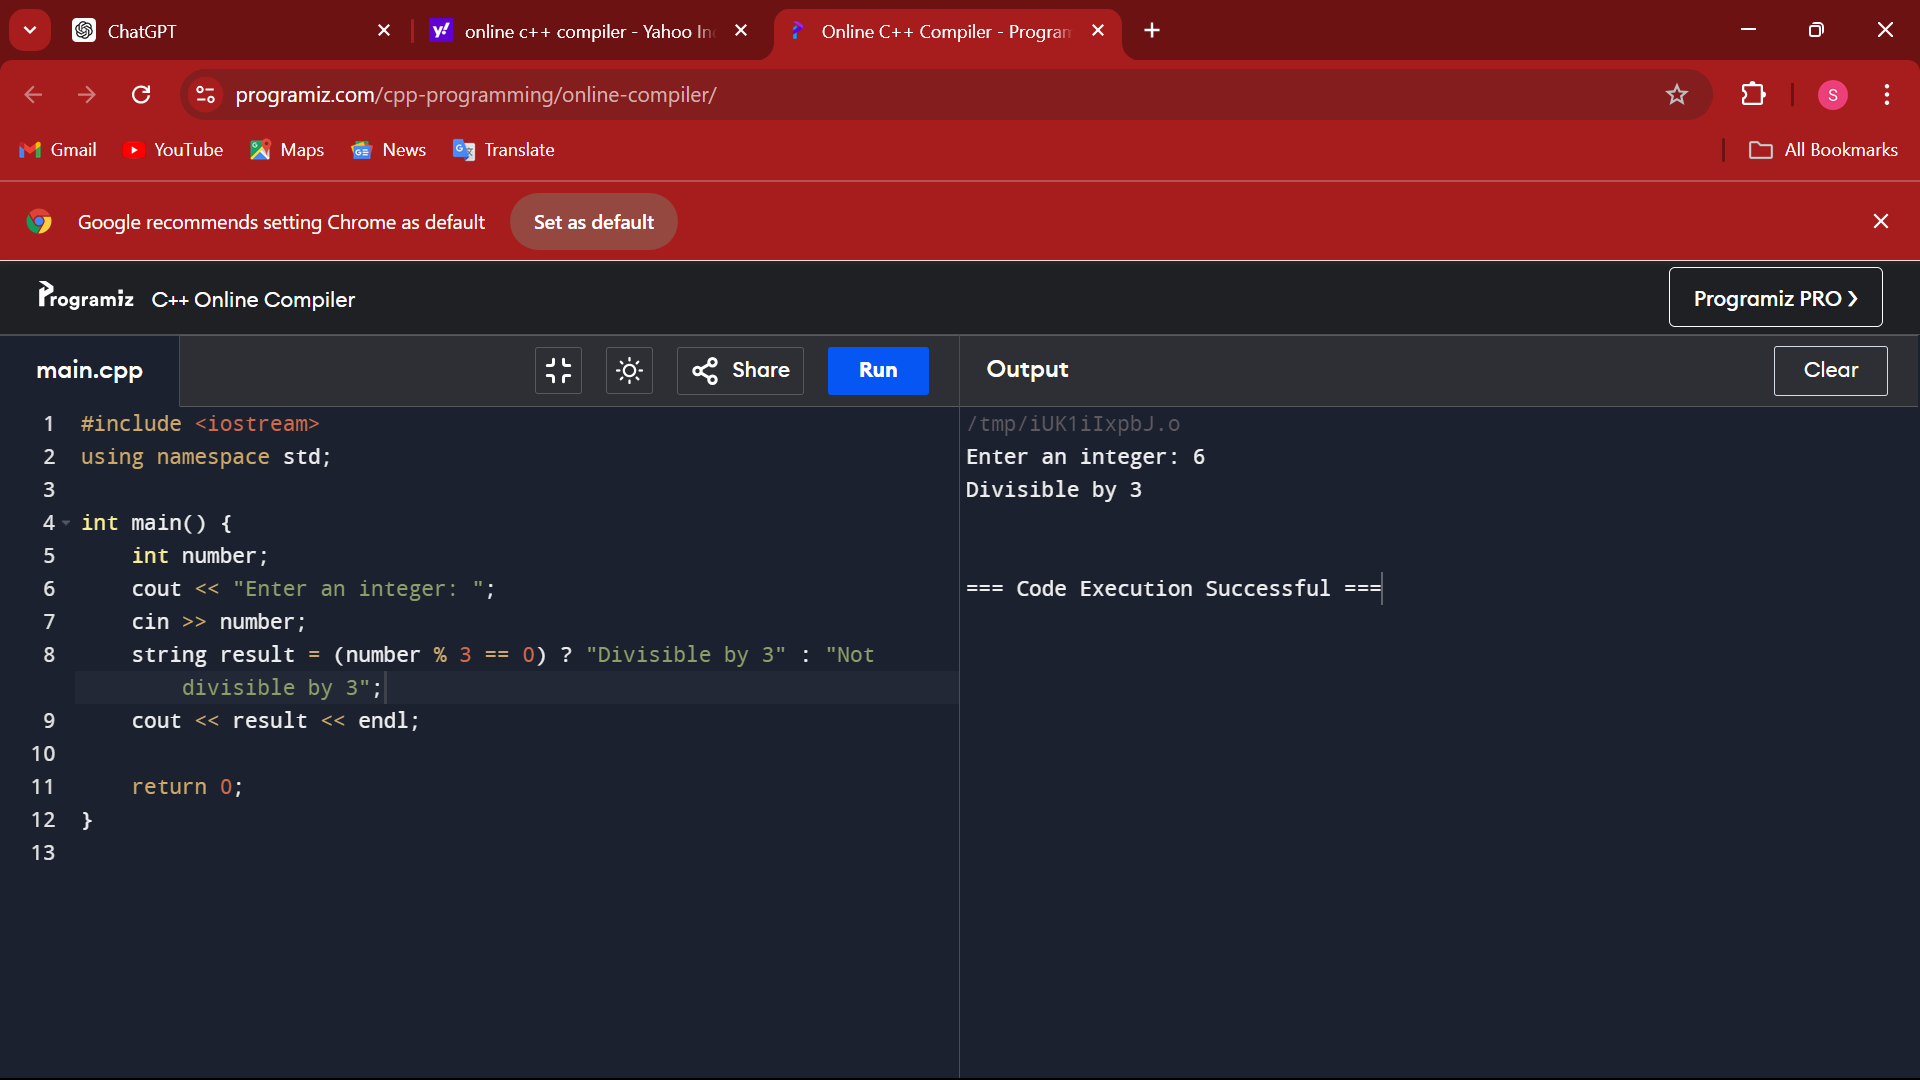 ChatGPT
online c++ compiler - Yahoo In
Online C++ Compiler - Program
programiz.com/cpp-programming/online-compiler/
S
Gmail
YouTube
Maps
News
Translate
All Bookmarks
Google recommends setting Chrome as default
Set as default
Programiz
C++ Online Compiler
Programiz PRO ❯
main.cpp
Share
Run
Output
Clear
1 #include <iostream>
2 using namespace std;
3
4 int main() {
5 int number;
6 cout << "Enter an integer: ";
7 cin >> number;
8 string result = (number % 3 == 0) ? "Divisible by 3" : "Not
divisible by 3";
9 cout << result << endl;
10
11 return 0;
12 }
13
/tmp/iUK1iIxpbJ.o
Enter an integer: 6
Divisible by 3
=== Code Execution Successful ===